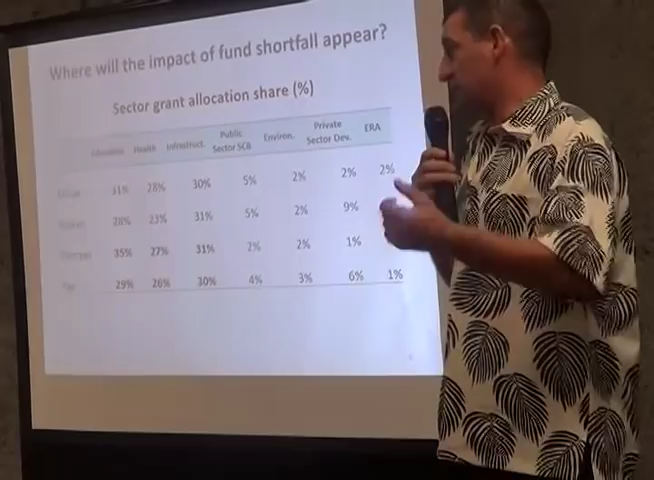 Where will the impact of fund shortfall appear?
Sector grant allocation share (%)
Education Health Infrastruct. Public Sector SCB Environ. Private Sector Dev. ERA
31% 28% 30% 5% 2% 2% 2%
28% 23% 31% 5% 2% 9%
35% 27% 31% 2% 2% 1%
29% 26% 30% 4% 3% 6% 1%